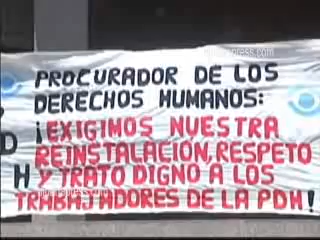 PROCURADOR DE LOS
DERECHOS HUMANOS:
¡EXIGIMOS NUESTRA
REINSTALACIÓN, RESPETO
Y TRATO DIGNO A LOS
TRABAJADORES DE LA PDH!
D
H